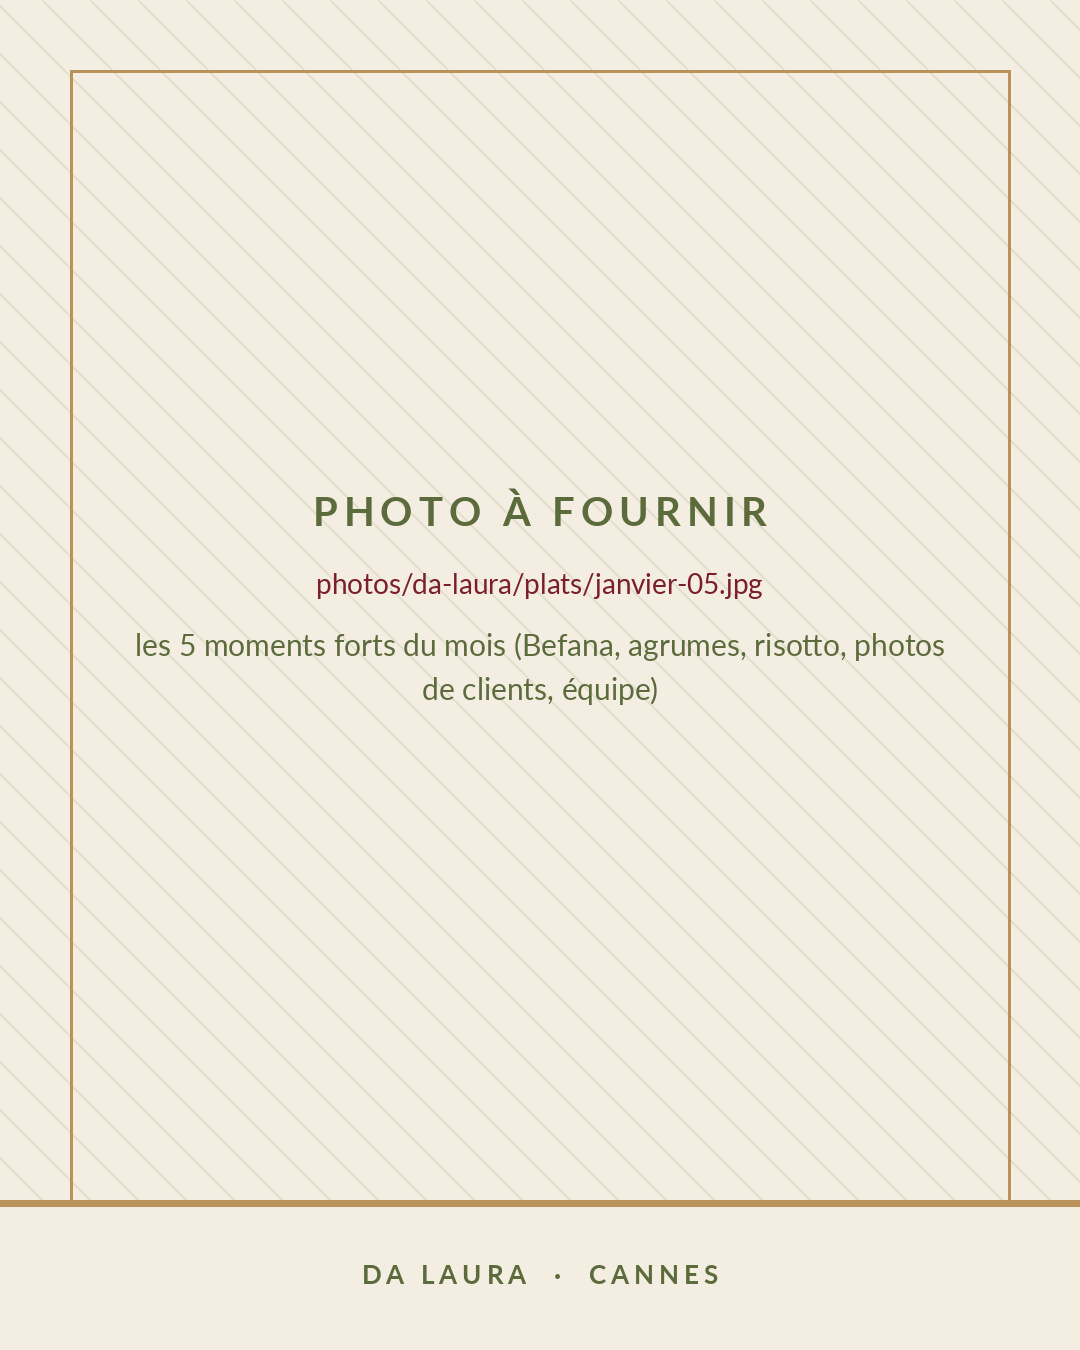 PHOTO À FOURNIR
photos/da-laura/plats/janvier-05.jpg
les 5 moments forts du mois (Befana, agrumes, risotto, photos
de clients, équipe)
DA LAURA · CANNES